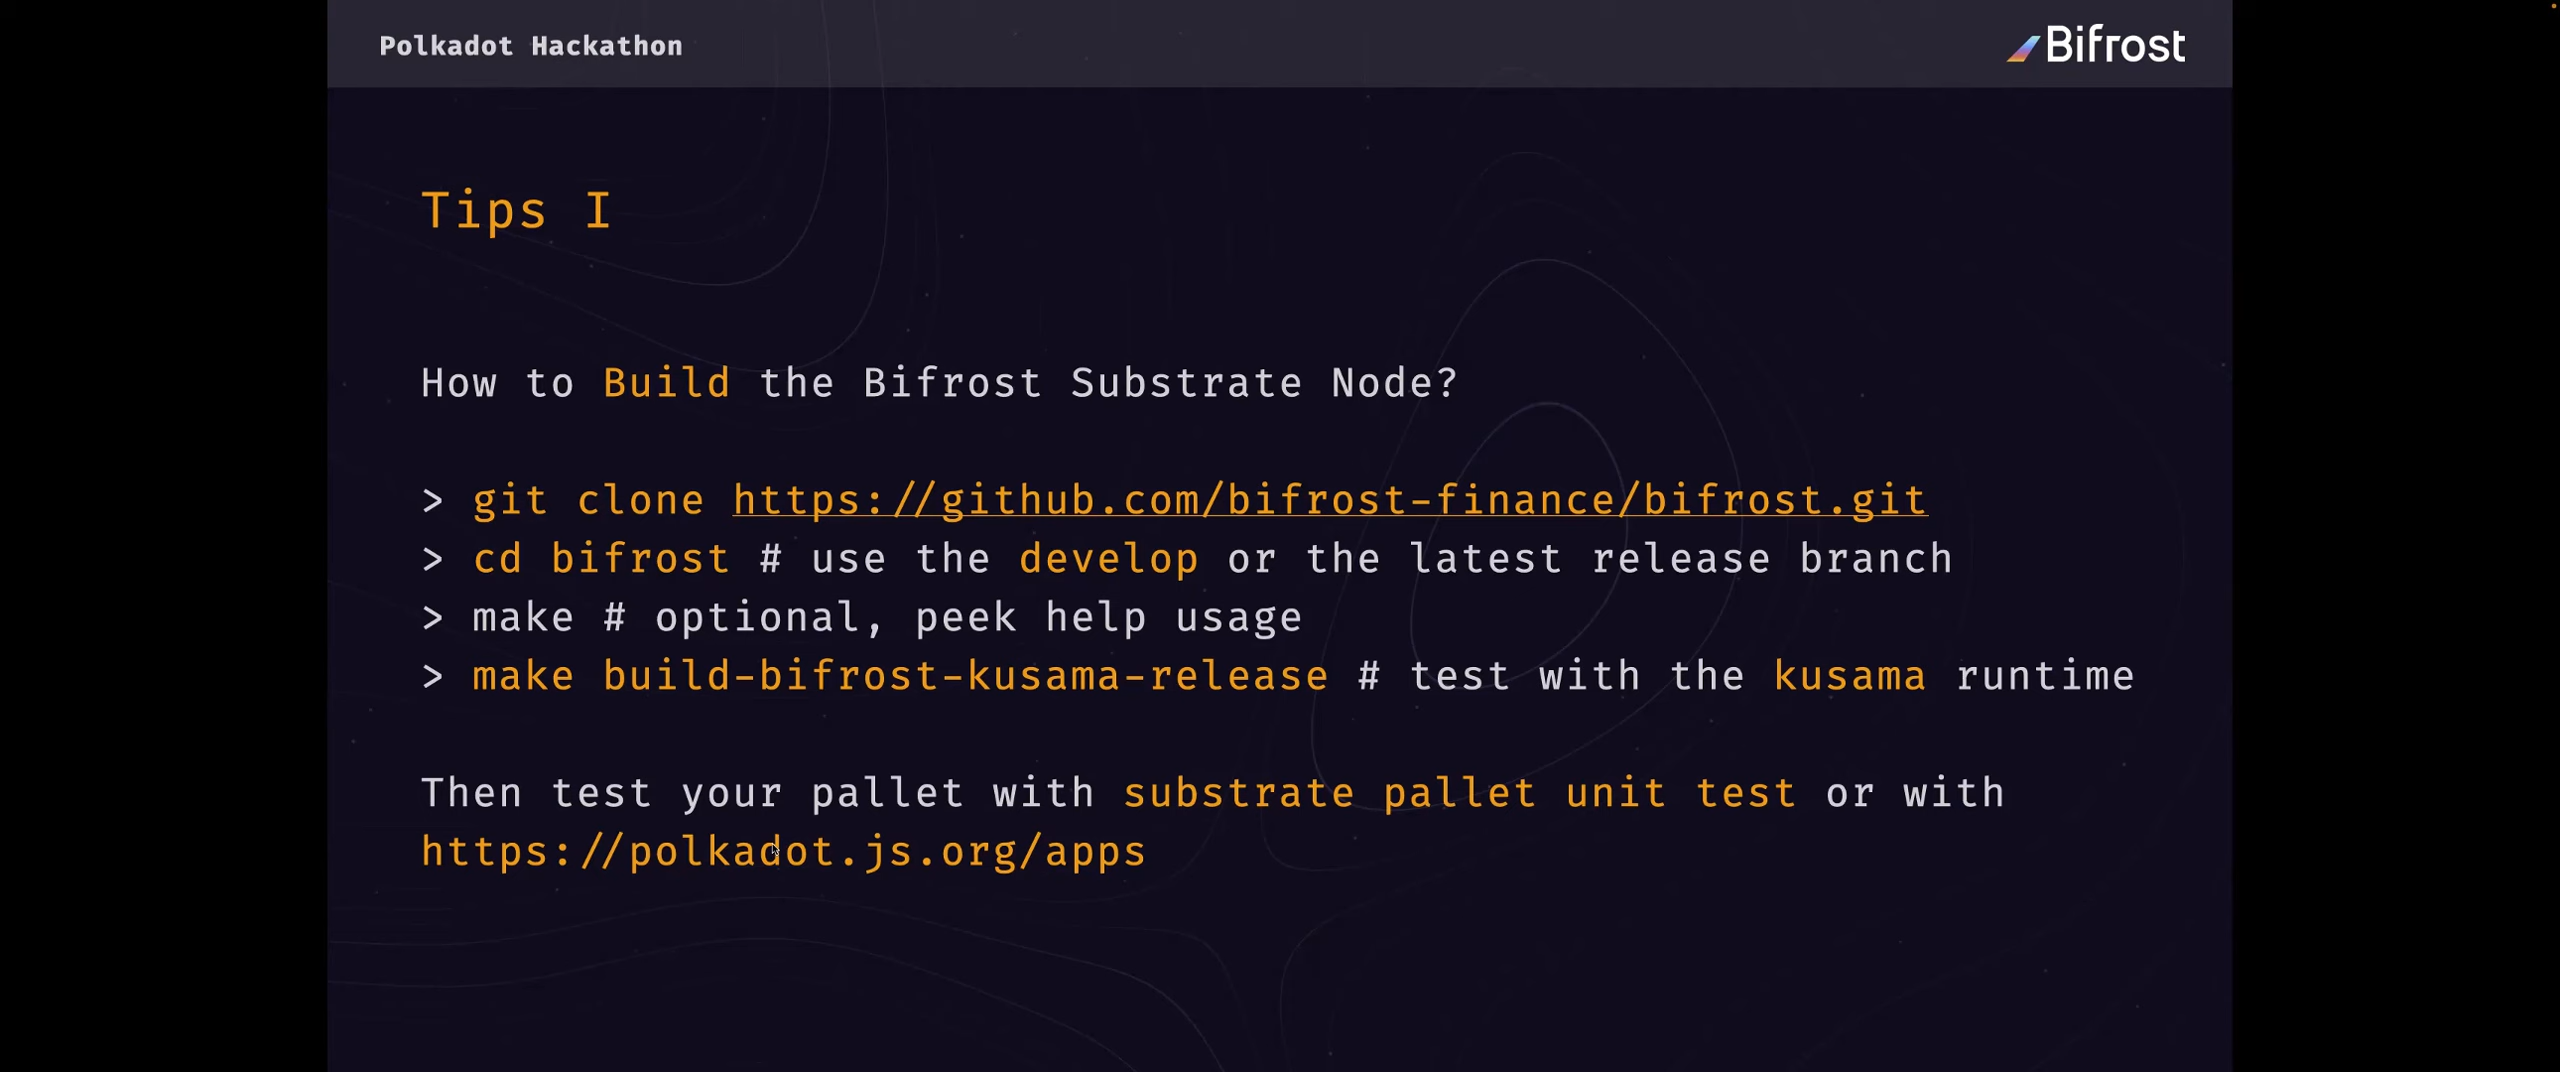 Polkadot Hackathon
Bifrost
Tips I
How to Build the Bifrost Substrate Node?
> git clone https://github.com/bifrost-finance/bifrost.git
> cd bifrost # use the develop or the latest release branch
> make # optional, peek help usage
> make build-bifrost-kusama-release # test with the kusama runtime
Then test your pallet with substrate pallet unit test or with
https://polkadot.js.org/apps